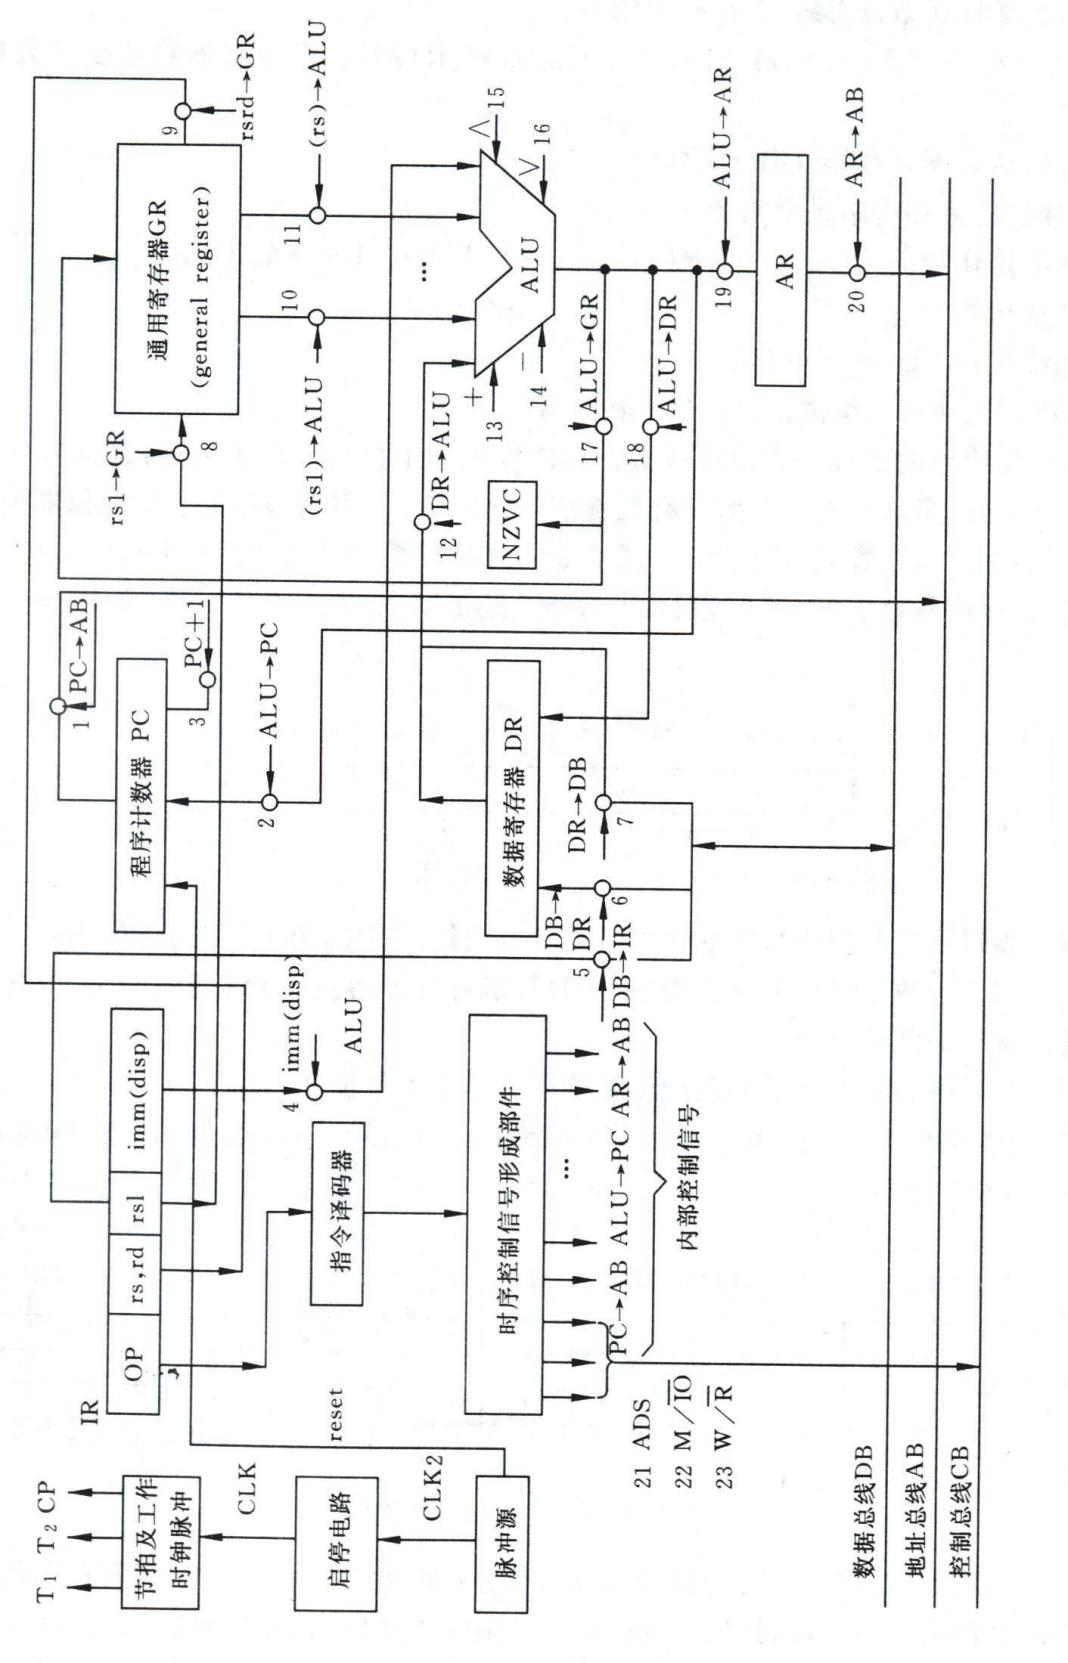 T1 T2 CP
节拍及工作
时钟脉冲
CLK
启停电路
CLK2
脉冲源
reset
IR
OP
rs,rd
rs1
imm(disp)
4
imm(disp)
ALU
指令译码器
时序控制信号形成部件
...
PC→AB ALU→PC AR→AB DB→IR
内部控制信号
21 ADS
22 M/I̅O̅
23 W/R̅
程序计数器 PC
1
PC→AB
3
PC+1
2
ALU→PC
数据寄存器 DR
5
DB→
DR
6
DR→DB
7
rs1→GR
8
通用寄存器GR
(general register)
9
rsrd→GR
(rs1)→ALU
10
11
(rs)→ALU
12
DR→ALU
NZVC
...
ALU
+
13
−
14
∧
15
∨
16
17
ALU→GR
18
ALU→DR
19
ALU→AR
AR
20
AR→AB
数据总线DB
地址总线AB
控制总线CB